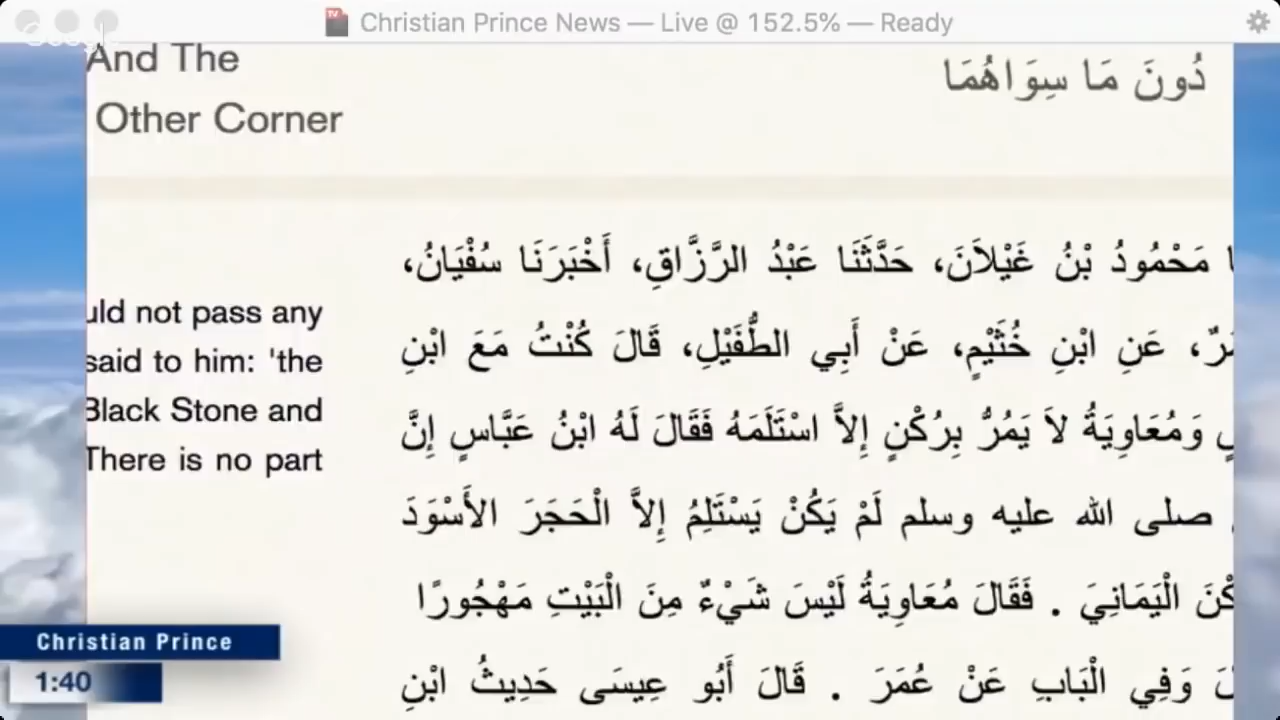 Christian Prince News — Live @ 152.5% — Ready
And The
Other Corner
دُونَ مَا سِوَاهُمَا
مَحْمُودُ بْنُ غَيْلاَنَ، حَدَّثَنَا عَبْدُ الرَّزَّاقِ، أَخْبَرَنَا سُفْيَانُ،
عَنِ ابْنِ خُثَيْمٍ، عَنْ أَبِي الطُّفَيْلِ، قَالَ كُنْتُ مَعَ ابْنِ
وَمُعَاوِيَةُ لاَ يَمُرُّ بِرُكْنٍ إِلاَّ اسْتَلَمَهُ فَقَالَ لَهُ ابْنُ عَبَّاسٍ إِنَّ
صلى الله عليه وسلم لَمْ يَكُنْ يَسْتَلِمُ إِلاَّ الْحَجَرَ الأَسْوَدَ
الْيَمَانِيَ . فَقَالَ مُعَاوِيَةُ لَيْسَ شَيْءٌ مِنَ الْبَيْتِ مَهْجُورًا
وَفِي الْبَابِ عَنْ عُمَرَ . قَالَ أَبُو عِيسَى حَدِيثُ ابْنِ
uld not pass any
said to him: 'the
Black Stone and
There is no part
Christian Prince
1:40